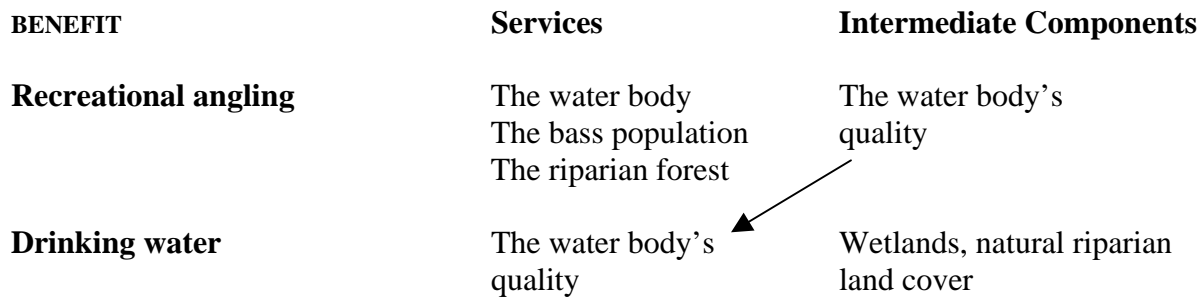 BENEFIT Services Intermediate Components
Recreational angling The water body The water body’s
The bass population quality
The riparian forest
Drinking water The water body’s Wetlands, natural riparian
quality land cover